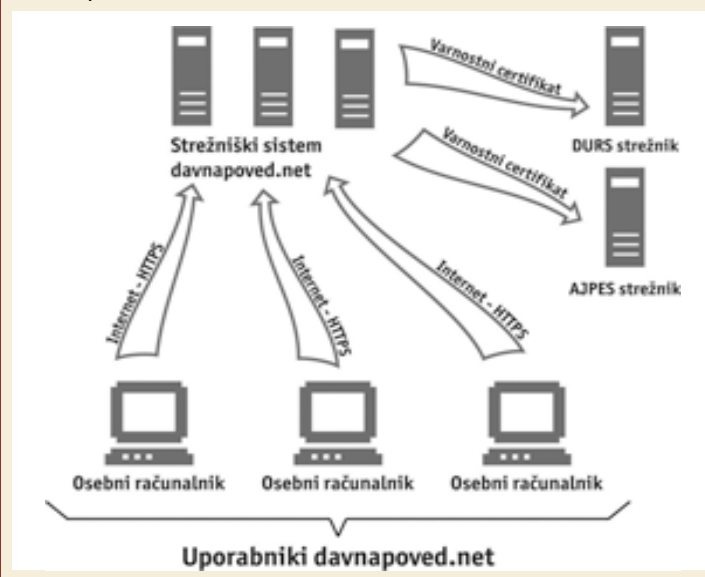 Varnostni certifikat
Strežniški sistem
davnapoved.net
DURS strežnik
Varnostni certifikat
AJPES strežnik
Internet - HTTPS
Internet - HTTPS
Internet - HTTPS
Osebni računalnik
Osebni računalnik
Osebni računalnik
Uporabniki davnapoved.net